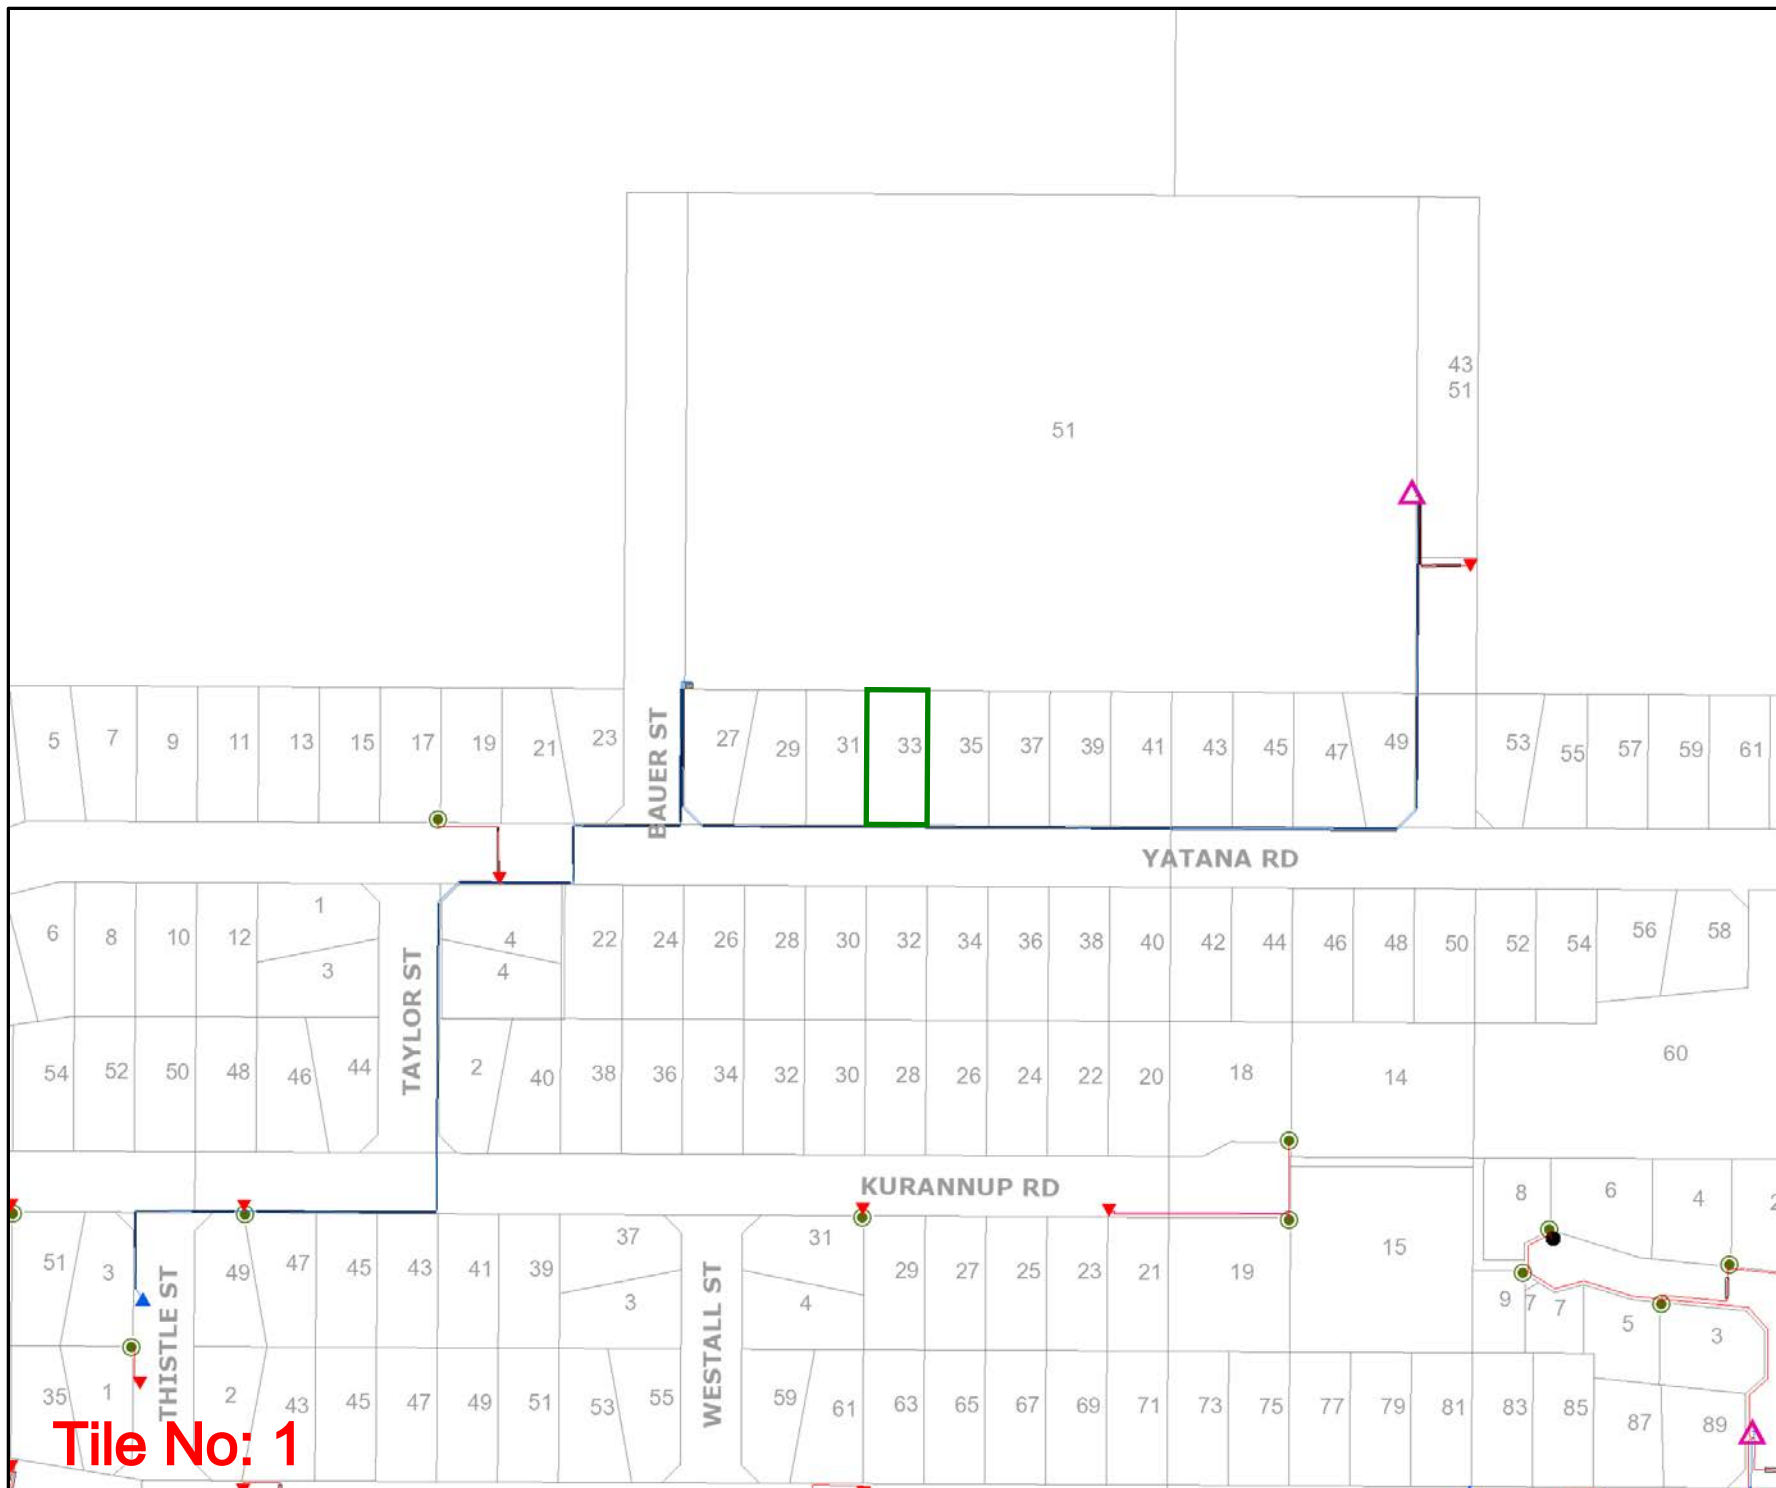 43
51
51
5 7 9 11 13 15 17 19 21 23 BAUER ST 27 29 31 33 35 37 39 41 43 45 47 49 53 55 57 59 61
YATANA RD
1
6 8 10 12 4 22 24 26 28 30 32 34 36 38 40 42 44 46 48 50 52 54 56 58
3 4
TAYLOR ST
54 52 50 48 46 44 2 40 38 36 34 32 30 28 26 24 22 20 18 14 60
KURANNUP RD
8 6 4
37 31
51 3 49 47 45 43 41 39 29 27 25 23 21 19 15
3 4 9 7 7 5 3
THISTLE ST
WESTALL ST
35 1 2 43 45 47 49 51 53 55 59 61 63 65 67 69 71 73 75 77 79 81 83 85 87 89
Tile No: 1